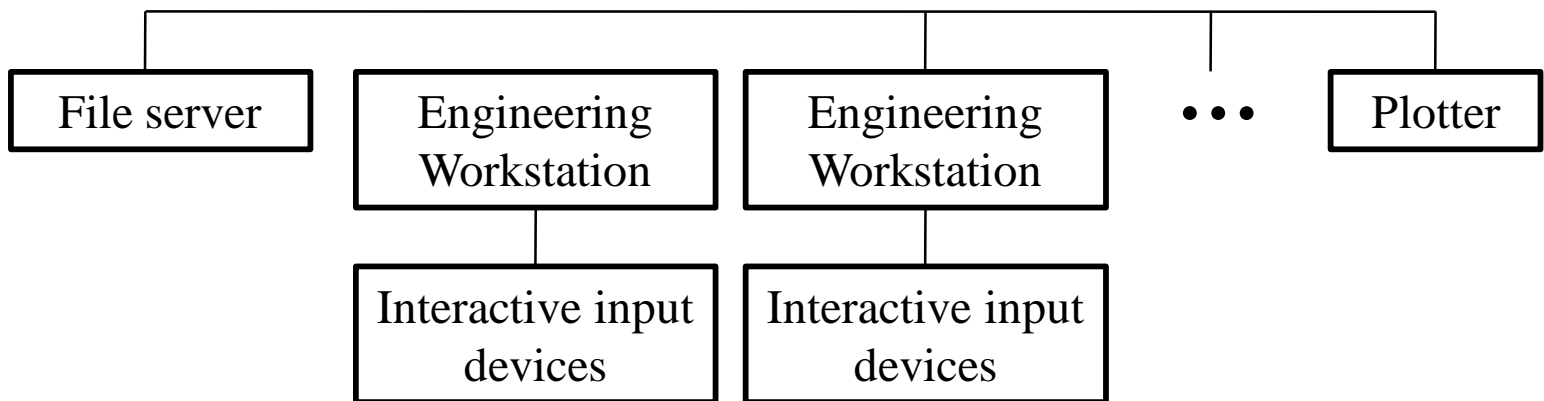 File server
Engineering
Workstation
Engineering
Workstation
•••
Plotter
Interactive input
devices
Interactive input
devices